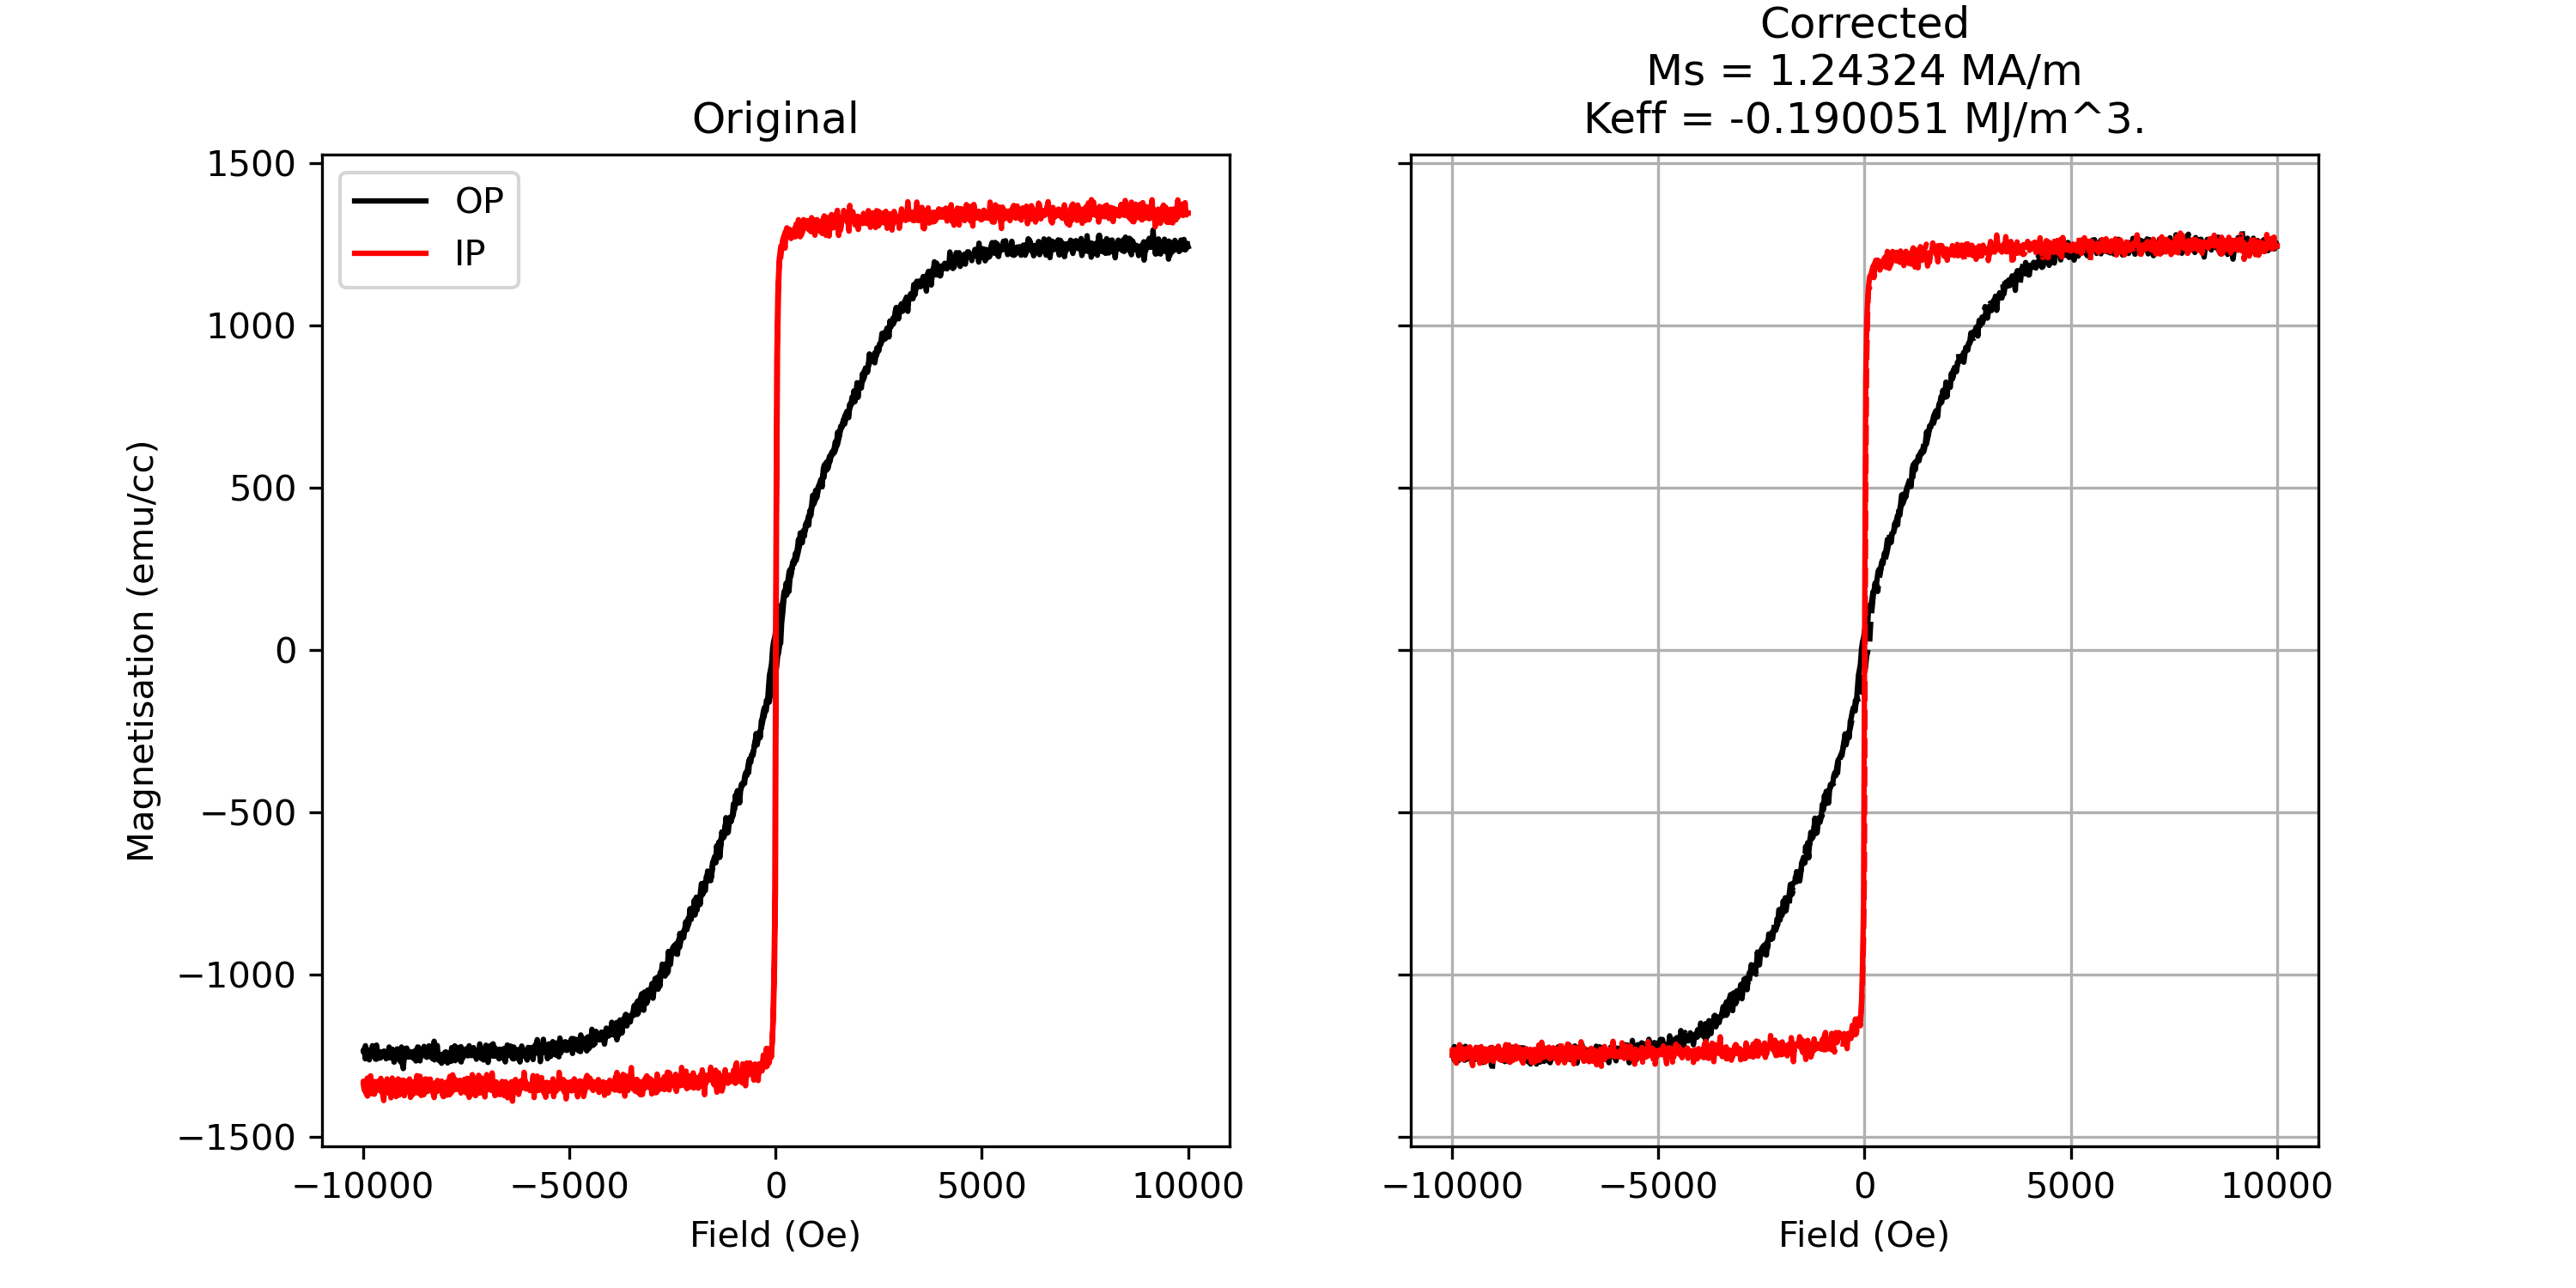 Original
OP
IP
1500
1000
500
0
−500
−1000
−1500
Magnetisation (emu/cc)
−10000 −5000 0 5000 10000
Field (Oe)
Corrected
Ms = 1.24324 MA/m
Keff = -0.190051 MJ/m^3.
−10000 −5000 0 5000 10000
Field (Oe)